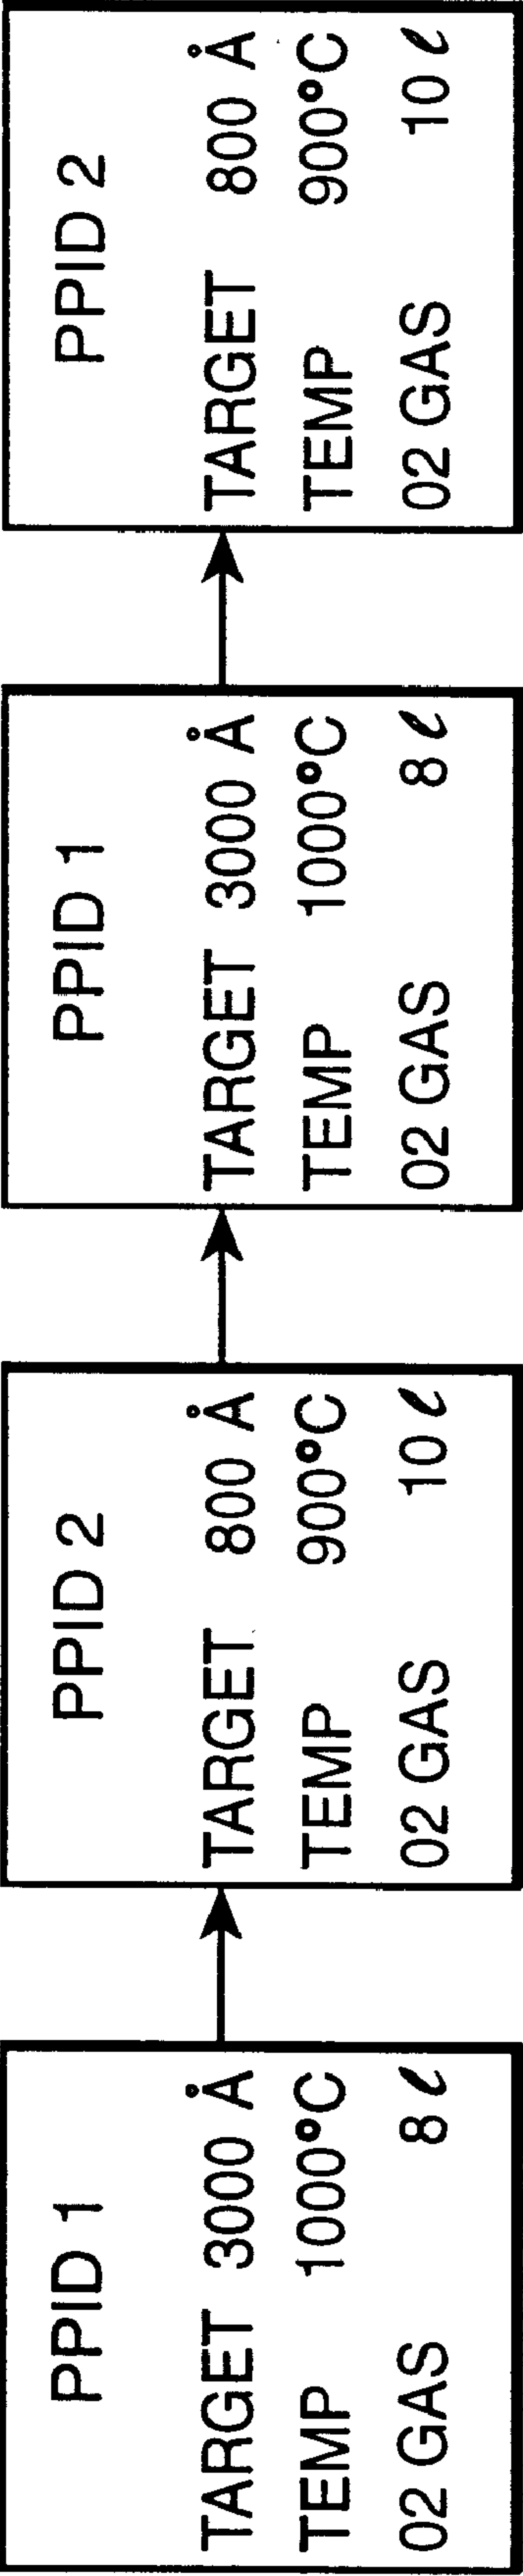 PPID 1
TARGET 3000 Å
TEMP 1000°C
02 GAS 8 ℓ
PPID 2
TARGET 800 Å
TEMP 900°C
02 GAS 10 ℓ
PPID 1
TARGET 3000 Å
TEMP 1000°C
02 GAS 8 ℓ
PPID 2
TARGET 800 Å
TEMP 900°C
02 GAS 10 ℓ